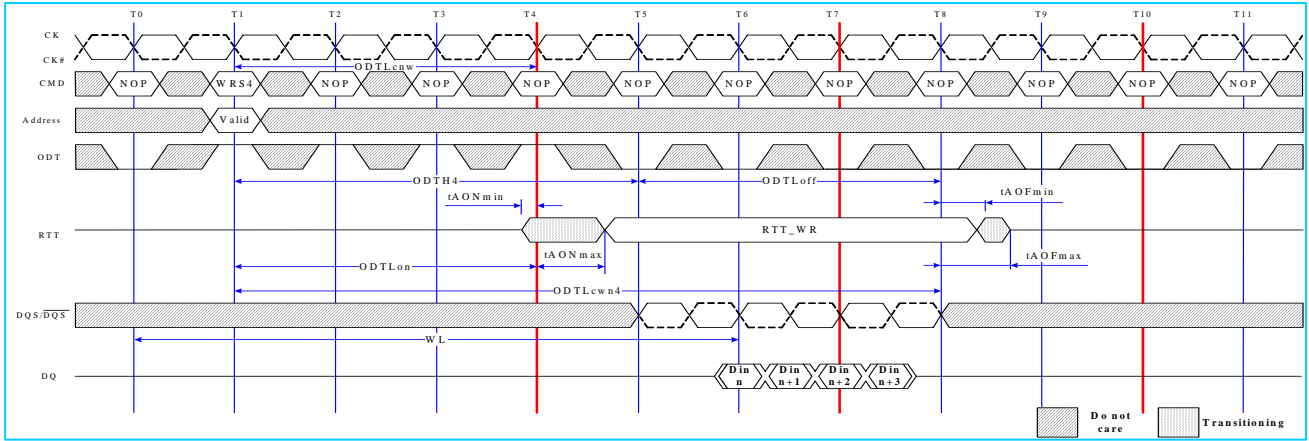 T0 T1 T2 T3 T4 T5 T6 T7 T8 T9 T10 T11
CK
CK#
ODTLcnw
CMD NOP WRS4 NOP NOP NOP NOP NOP NOP NOP NOP NOP NOP
Address Valid
ODT
ODTH4 ODTLoff
tAONmin tAOFmin
RTT RTT_WR
tAONmax tAOFmax
ODTLon
ODTLcwn4
DQS/DQS
WL
DQ Din n Din n+1 Din n+2 Din n+3
Do not care
Transitioning